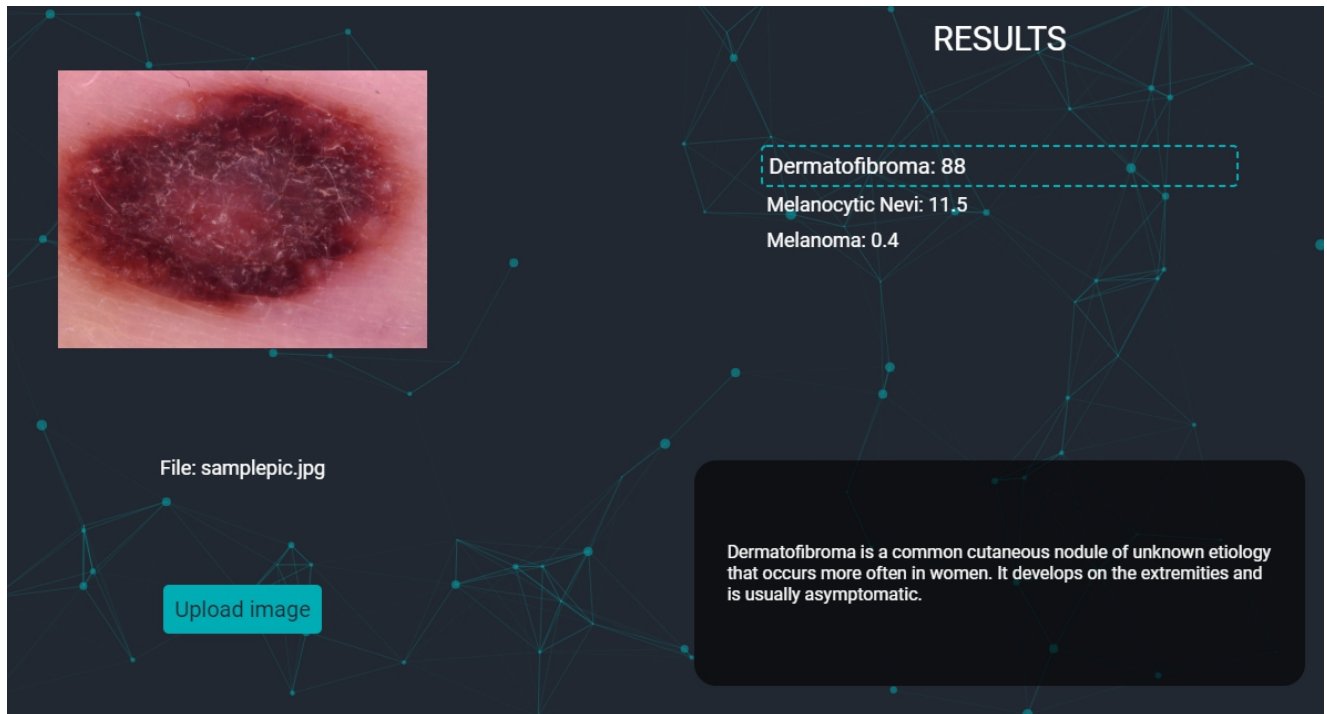 RESULTS
Dermatofibroma: 88
Melanocytic Nevi: 11.5
Melanoma: 0.4
File: samplepic.jpg
Upload image
Dermatofibroma is a common cutaneous nodule of unknown etiology
that occurs more often in women. It develops on the extremities and
is usually asymptomatic.